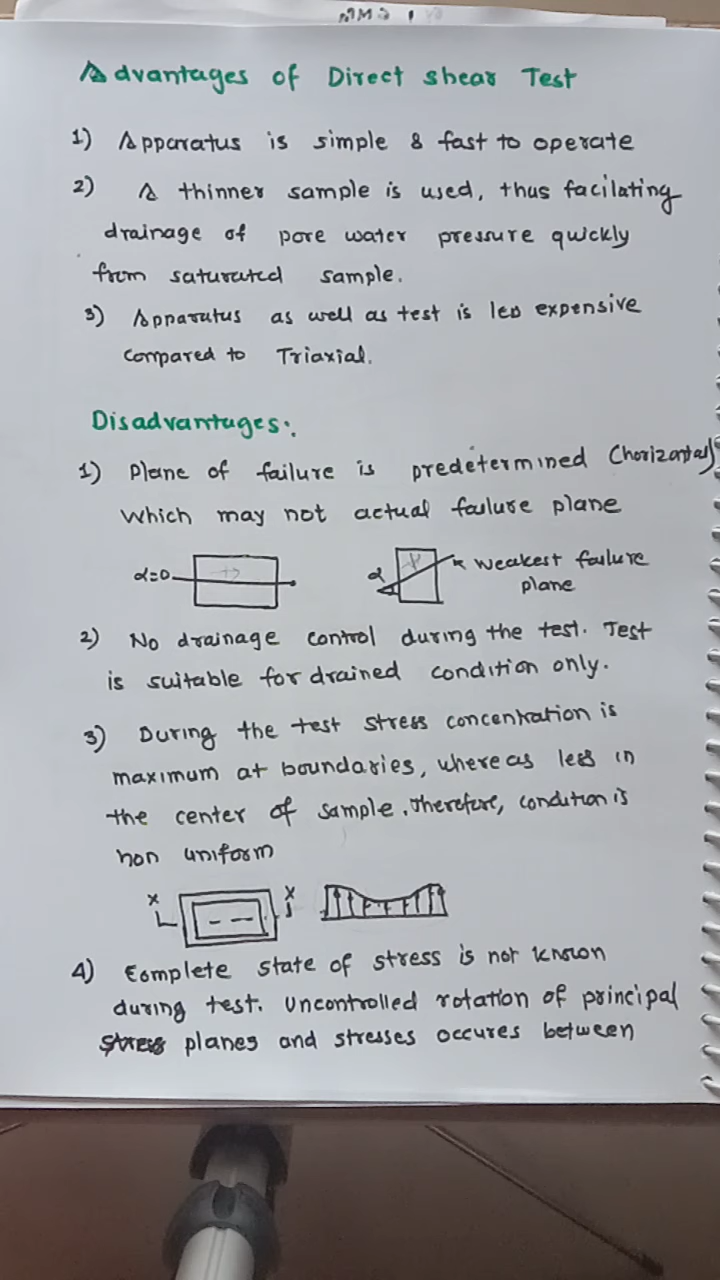 Advantages of Direct shear Test
1) Apparatus is simple & fast to operate
2) A thinner sample is used, thus facilating
drainage of pore water pressure quickly
from saturated sample.
3) Apparatus as well as test is less expensive
compared to Triaxial.
Disadvantages:.
1) Plane of failure is predetermined (horizontal)
which may not actual failure plane
α=0
α
Weakest failure
plane
2) No drainage control during the test. Test
is suitable for drained condition only.
3) During the test stress concentration is
maximum at boundaries, where as less in
the center of sample. Therefore, condition is
non uniform
x x
4) Complete state of stress is not known
during test. Uncontrolled rotation of principal
stress planes and stresses occures between